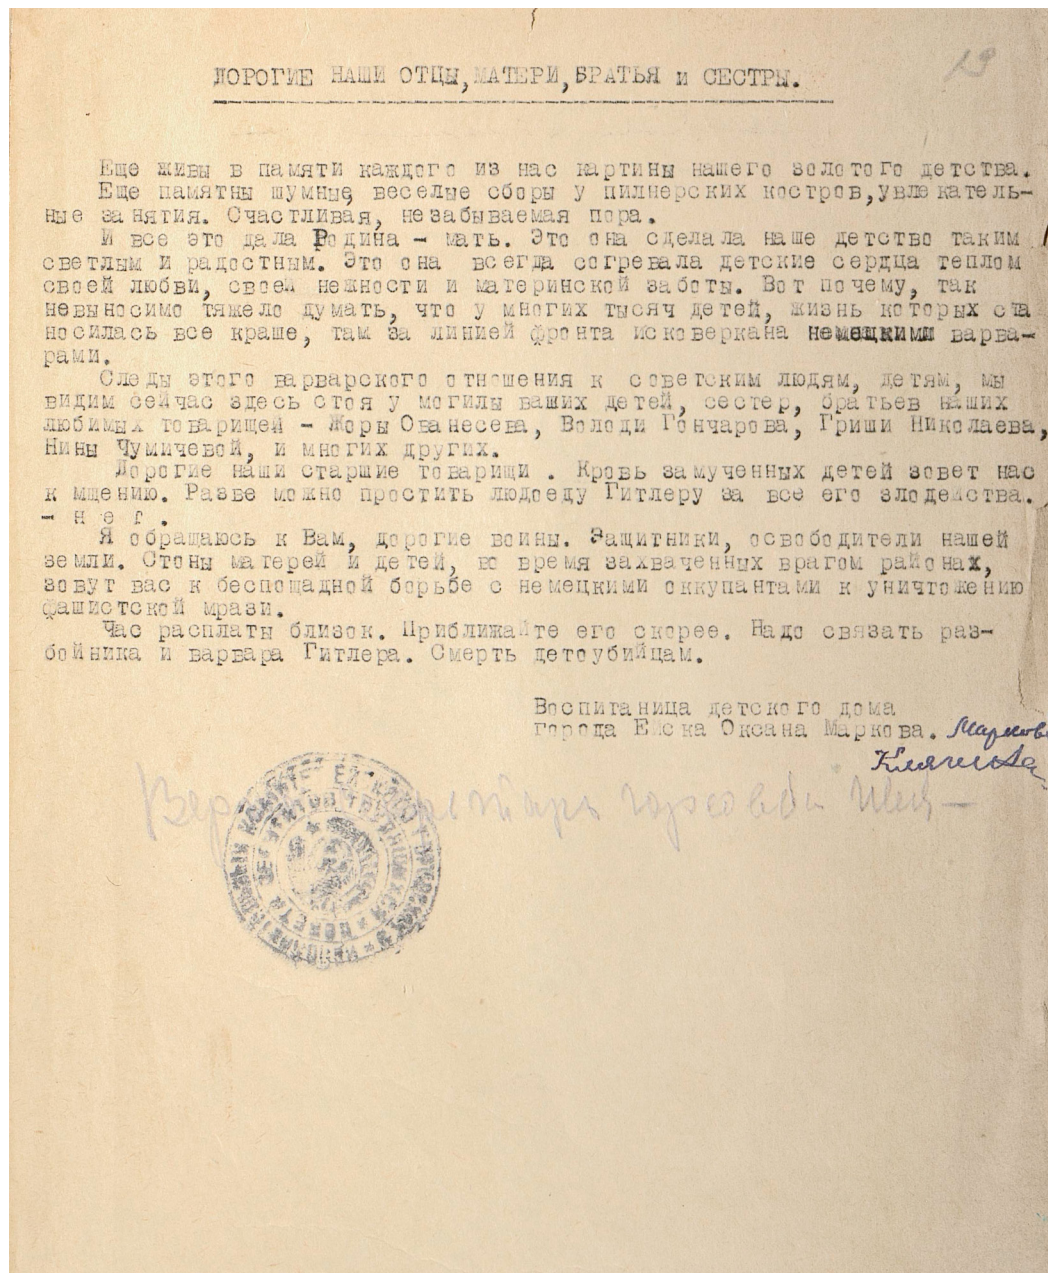 19
ДОРОГИЕ НАШИ ОТЦЫ, МАТЕРИ, БРАТЬЯ и СЕСТРЫ.
Еще живы в памяти каждого из нас картины нашего золотого детства.
Еще памятны шумные, веселые сборы у пилнерских костров, увлекатель-
ные занятия. Счастливая, незабываемая пора.
И все это дала Родина - мать. Это она сделала наше детство таким
светлым и радостным. Это она всегда согревала детские сердца теплом
своей любви, своей нежности и материнской заботы. Вот почему, так
невыносимо тяжело думать, что у многих тысяч детей, жизнь которых ста
носилась все краше, там за линией фронта исковеркана немецкими варва-
рами.
Следы этого варварского отношения к советским людям, детям, мы
видим сейчас здесь стоя у могилы ваших детей, сестер, братьев наших
любимых товарищей - Жоры Ованесева, Володи Гончарова, Гриши Николаева,
Нины Чумичевой, и многих других.
Дорогие наши старшие товарищи . Кровь замученных детей зовет нас
к мщению. Разве можно простить людоеду Гитлеру за все его злодейства.
- н е т .
Я обращаюсь к Вам, дорогие воины. Защитники, освободители нашей
земли. Стоны матерей и детей, во время захваченных врагом районах,
зовут вас к беспощадной борьбе с немецкими оккупантами к уничтожению
фашистской мрази.
Час расплаты близок. Приближайте его скорее. Надо связать раз-
бойника и варвара Гитлера. Смерть детоубийцам.
Воспитаница детского дома
города Ейска Оксана Маркова. Маркова